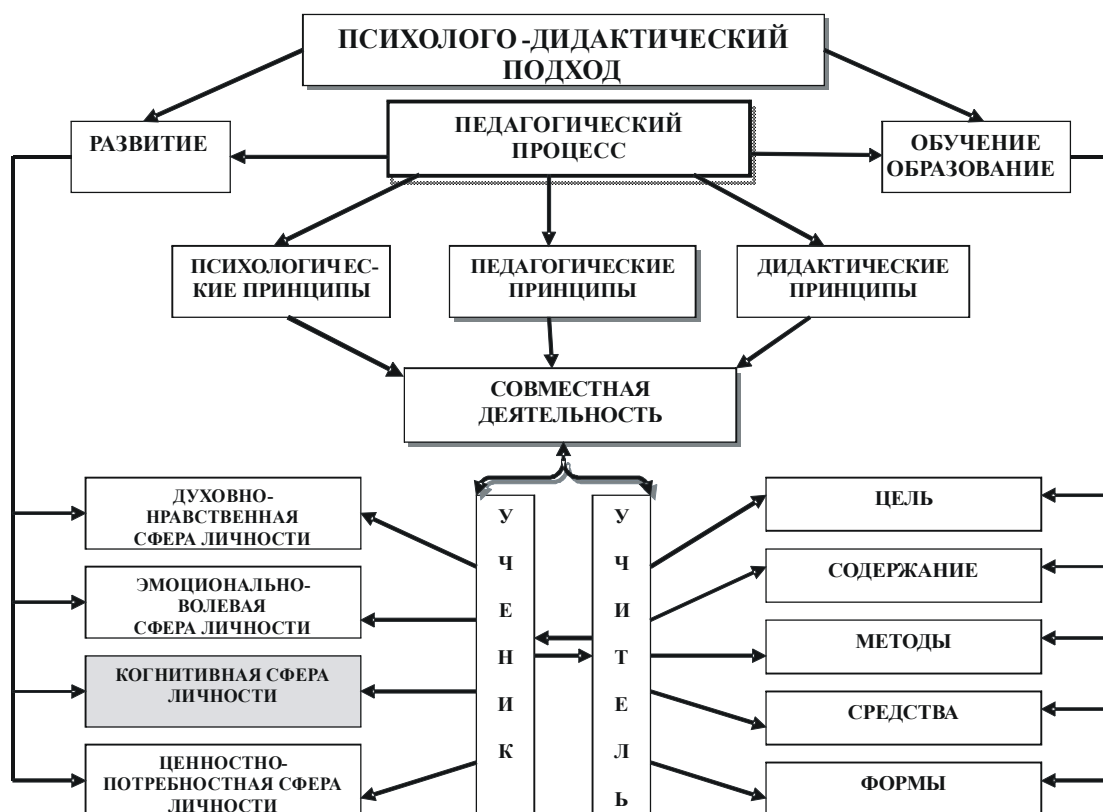 ПСИХОЛОГО -ДИДАКТИЧЕСКИЙ
ПОДХОД
РАЗВИТИЕ
ПЕДАГОГИЧЕСКИЙ
ПРОЦЕСС
ОБУЧЕНИЕ
ОБРАЗОВАНИЕ
ПСИХОЛОГИЧЕС-
КИЕ ПРИНЦИПЫ
ПЕДАГОГИЧЕСКИЕ
ПРИНЦИПЫ
ДИДАКТИЧЕСКИЕ
ПРИНЦИПЫ
СОВМЕСТНАЯ
ДЕЯТЕЛЬНОСТЬ
ДУХОВНО-
НРАВСТВЕННАЯ
СФЕРА ЛИЧНОСТИ
ЭМОЦИОНАЛЬНО-
ВОЛЕВАЯ
СФЕРА ЛИЧНОСТИ
КОГНИТИВНАЯ СФЕРА
ЛИЧНОСТИ
ЦЕННОСТНО-
ПОТРЕБНОСТНАЯ СФЕРА
ЛИЧНОСТИ
У
Ч
Е
Н
И
К
У
Ч
И
Т
Е
Л
Ь
ЦЕЛЬ
СОДЕРЖАНИЕ
МЕТОДЫ
СРЕДСТВА
ФОРМЫ